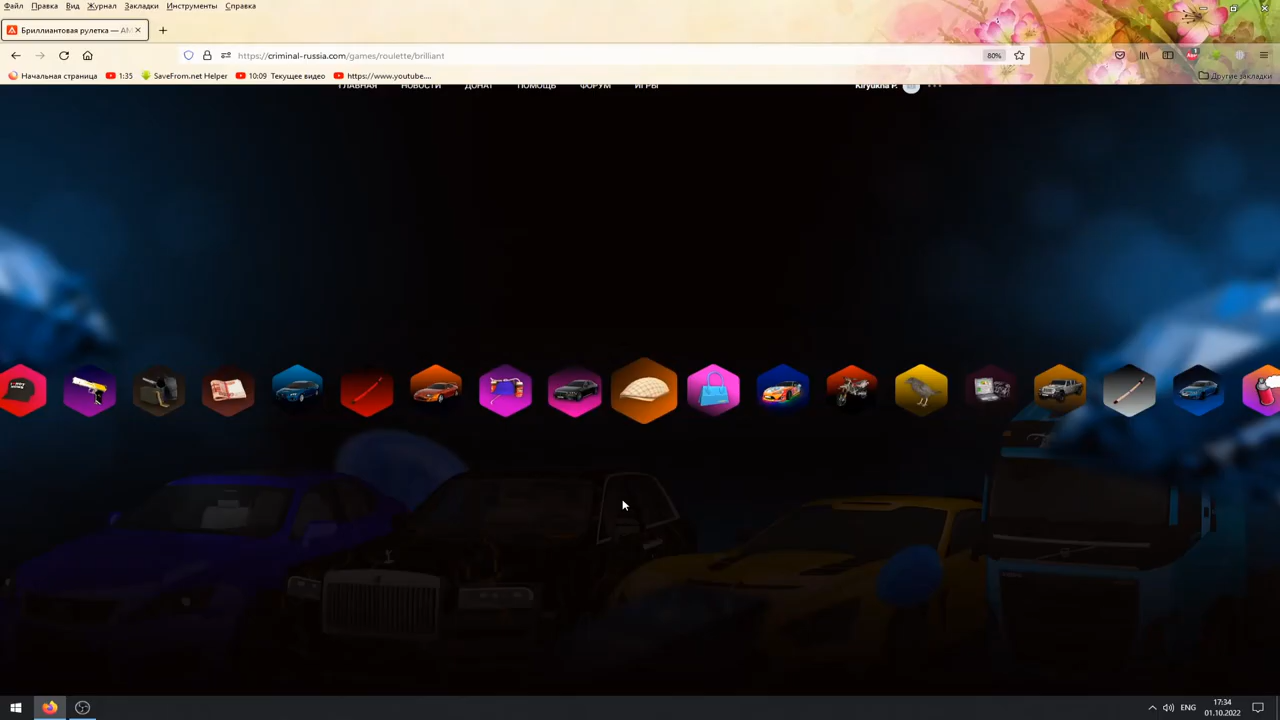 Файл Правка Вид Журнал Закладки Инструменты Справка
Бриллиантовая рулетка — AM
https://criminal-russia.com/games/roulette/brilliant
80%
Начальная страница 1:35 SaveFrom.net Helper 10:09 Текущее видео https://www.youtube....
Другие закладки
ГЛАВНАЯ НОВОСТИ ДОНАТ ПОМОЩЬ ФОРУМ ИГРЫ Kiryukha P.
ENG
17:34
01.10.2022